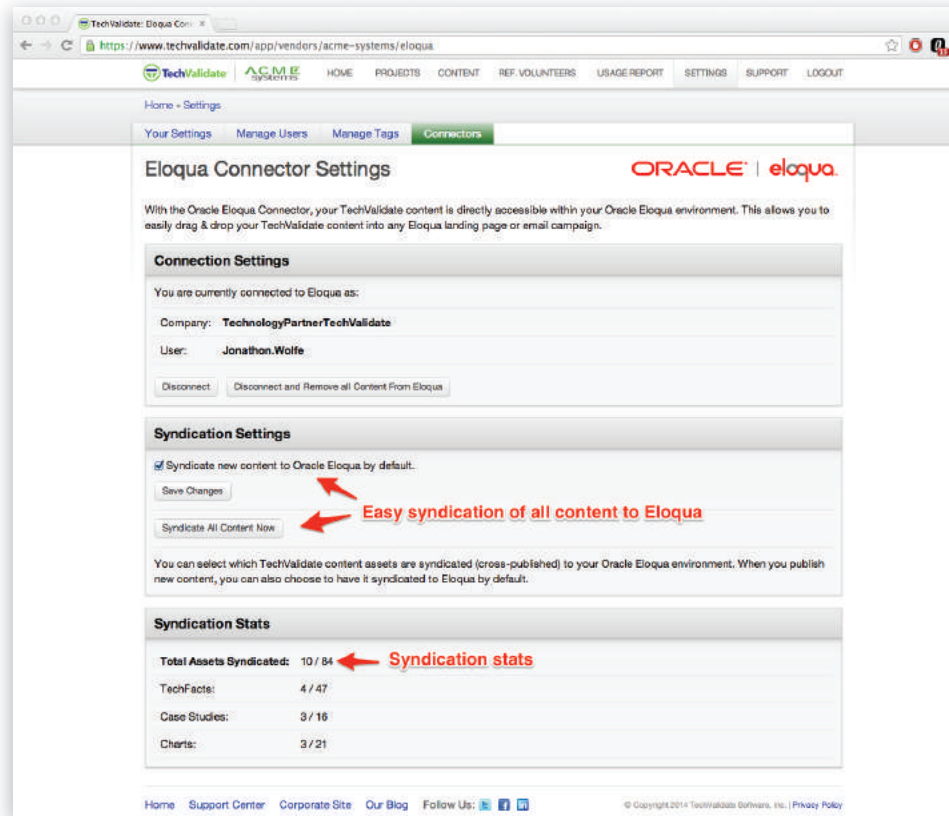 TechValidate: Eloqua Conn
https://www.techvalidate.com/app/vendors/acme-systems/eloqua
TechValidate ACME systems HOME PROJECTS CONTENT REF. VOLUNTEERS USAGE REPORT SETTINGS SUPPORT LOGOUT
Home » Settings
Your Settings Manage Users Manage Tags Connectors
Eloqua Connector Settings ORACLE | eloqua.
With the Oracle Eloqua Connector, your TechValidate content is directly accessible within your Oracle Eloqua environment. This allows you to
easily drag & drop your TechValidate content into any Eloqua landing page or email campaign.
Connection Settings
You are currently connected to Eloqua as:
Company: TechnologyPartnerTechValidate
User: Jonathon.Wolfe
Disconnect Disconnect and Remove all Content From Eloqua
Syndication Settings
Syndicate new content to Oracle Eloqua by default.
Save Changes
Easy syndication of all content to Eloqua
Syndicate All Content Now
You can select which TechValidate content assets are syndicated (cross-published) to your Oracle Eloqua environment. When you publish
new content, you can also choose to have it syndicated to Eloqua by default.
Syndication Stats
Total Assets Syndicated: 10 / 84 Syndication stats
TechFacts: 4 / 47
Case Studies: 3 / 16
Charts: 3 / 21
Home Support Center Corporate Site Our Blog Follow Us: © Copyright 2014 TechValidate Software, Inc. | Privacy Policy